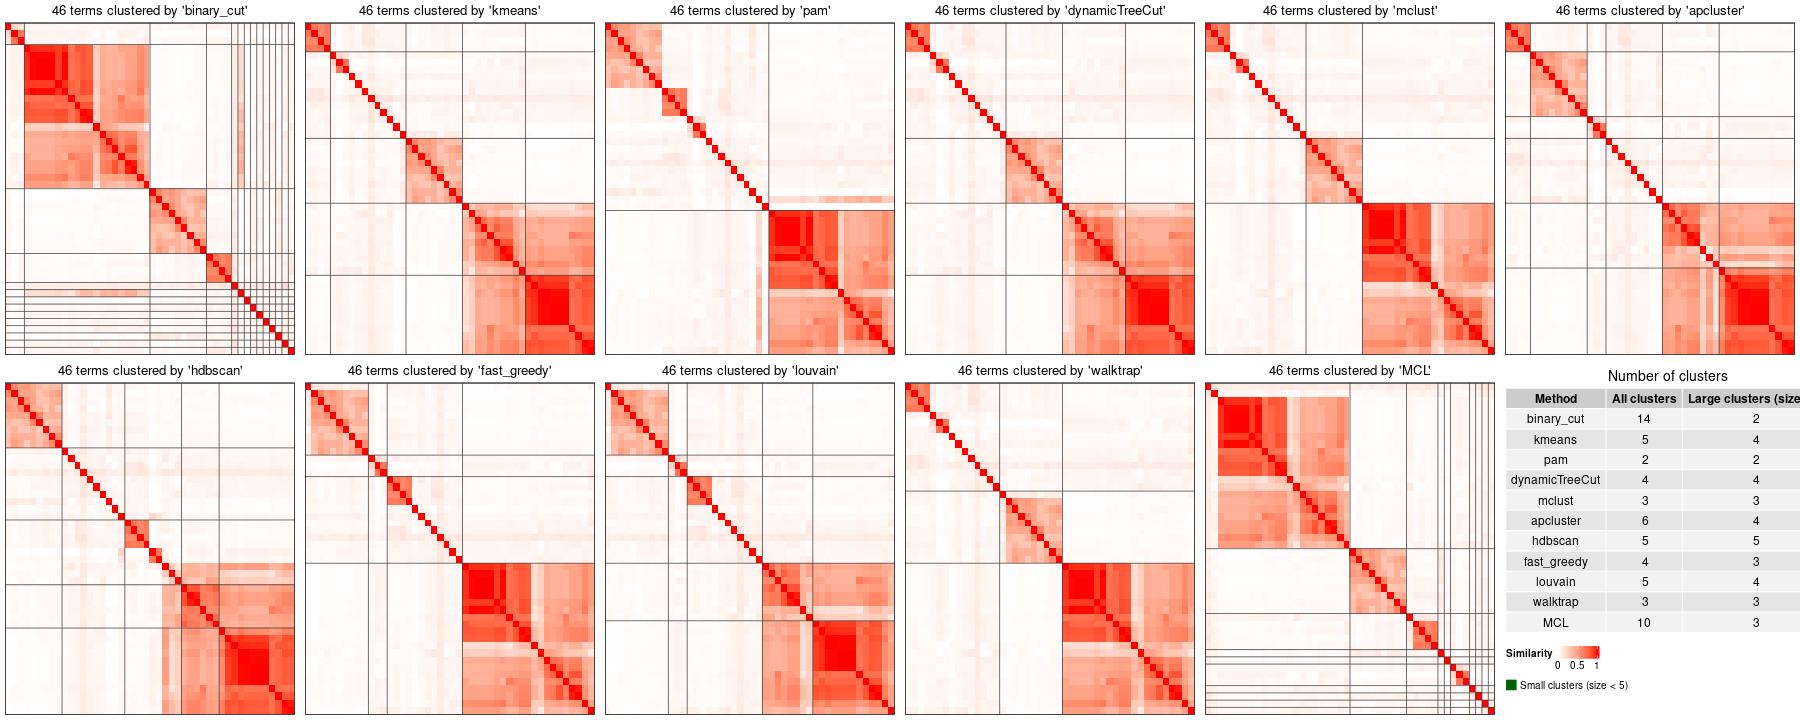 46 terms clustered by 'binary_cut'
46 terms clustered by 'kmeans'
46 terms clustered by 'pam'
46 terms clustered by 'dynamicTreeCut'
46 terms clustered by 'mclust'
46 terms clustered by 'apcluster'
46 terms clustered by 'hdbscan'
46 terms clustered by 'fast_greedy'
46 terms clustered by 'louvain'
46 terms clustered by 'walktrap'
46 terms clustered by 'MCL'
Number of clusters
Method All clusters Large clusters (size
binary_cut 14 2
kmeans 5 4
pam 2 2
dynamicTreeCut 4 4
mclust 3 3
apcluster 6 4
hdbscan 5 5
fast_greedy 4 3
louvain 5 4
walktrap 3 3
MCL 10 3
Similarity
0 0.5 1
Small clusters (size < 5)